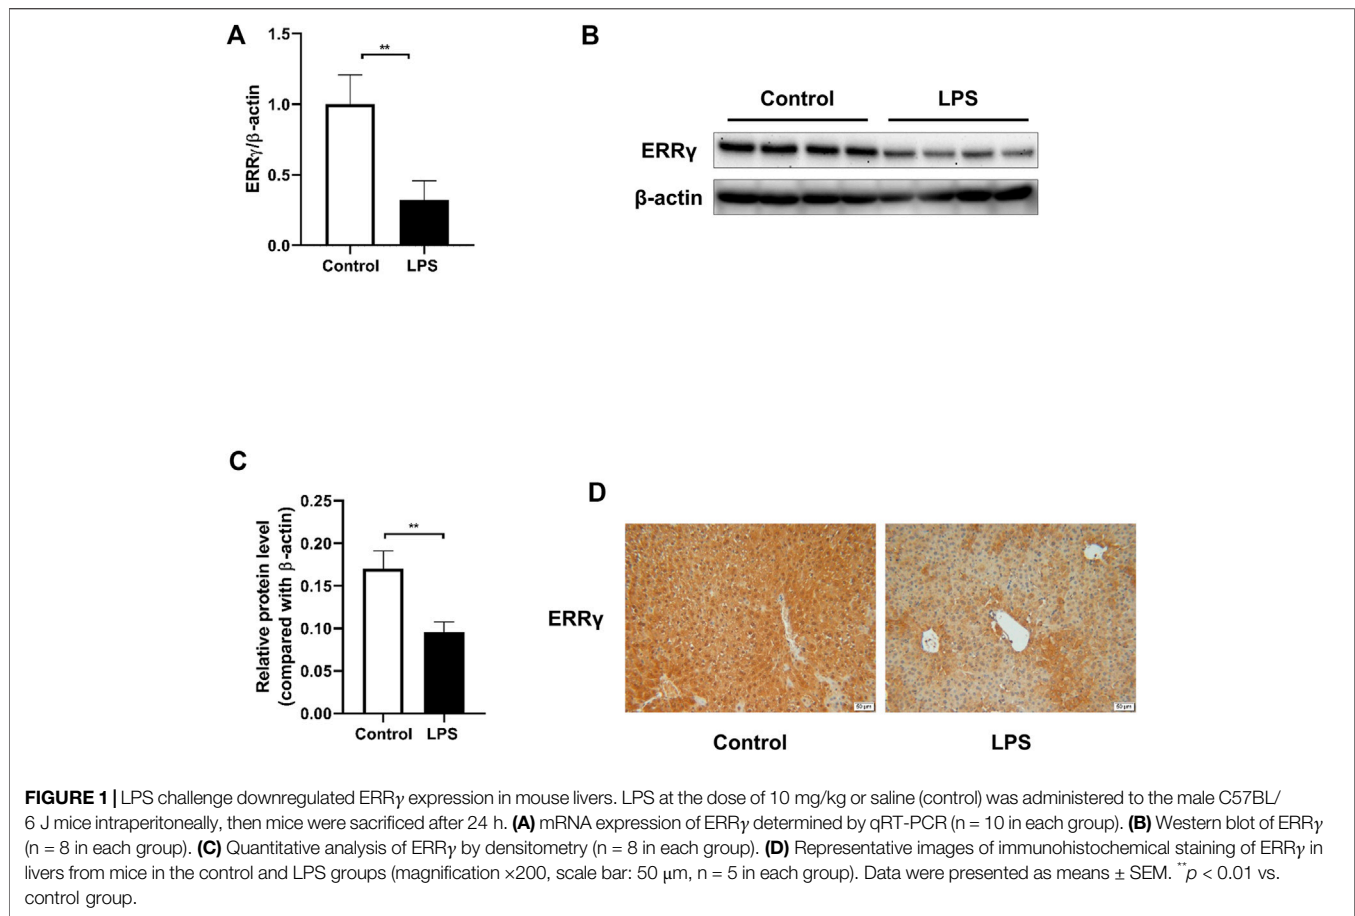 A
1.5
1.0
0.5
0.0
ERRγ/β-actin
**
Control
LPS
B
Control
LPS
ERRγ
β-actin
C
0.25
0.20
0.15
0.10
0.05
0.00
Relative protein level
(compared with β-actin)
**
Control
LPS
D
ERRγ
50 μm
50 μm
Control
LPS
FIGURE 1 | LPS challenge downregulated ERRγ expression in mouse livers. LPS at the dose of 10 mg/kg or saline (control) was administered to the male C57BL/
6 J mice intraperitoneally, then mice were sacrificed after 24 h. (A) mRNA expression of ERRγ determined by qRT-PCR (n = 10 in each group). (B) Western blot of ERRγ
(n = 8 in each group). (C) Quantitative analysis of ERRγ by densitometry (n = 8 in each group). (D) Representative images of immunohistochemical staining of ERRγ in
livers from mice in the control and LPS groups (magnification ×200, scale bar: 50 μm, n = 5 in each group). Data were presented as means ± SEM. **p < 0.01 vs.
control group.